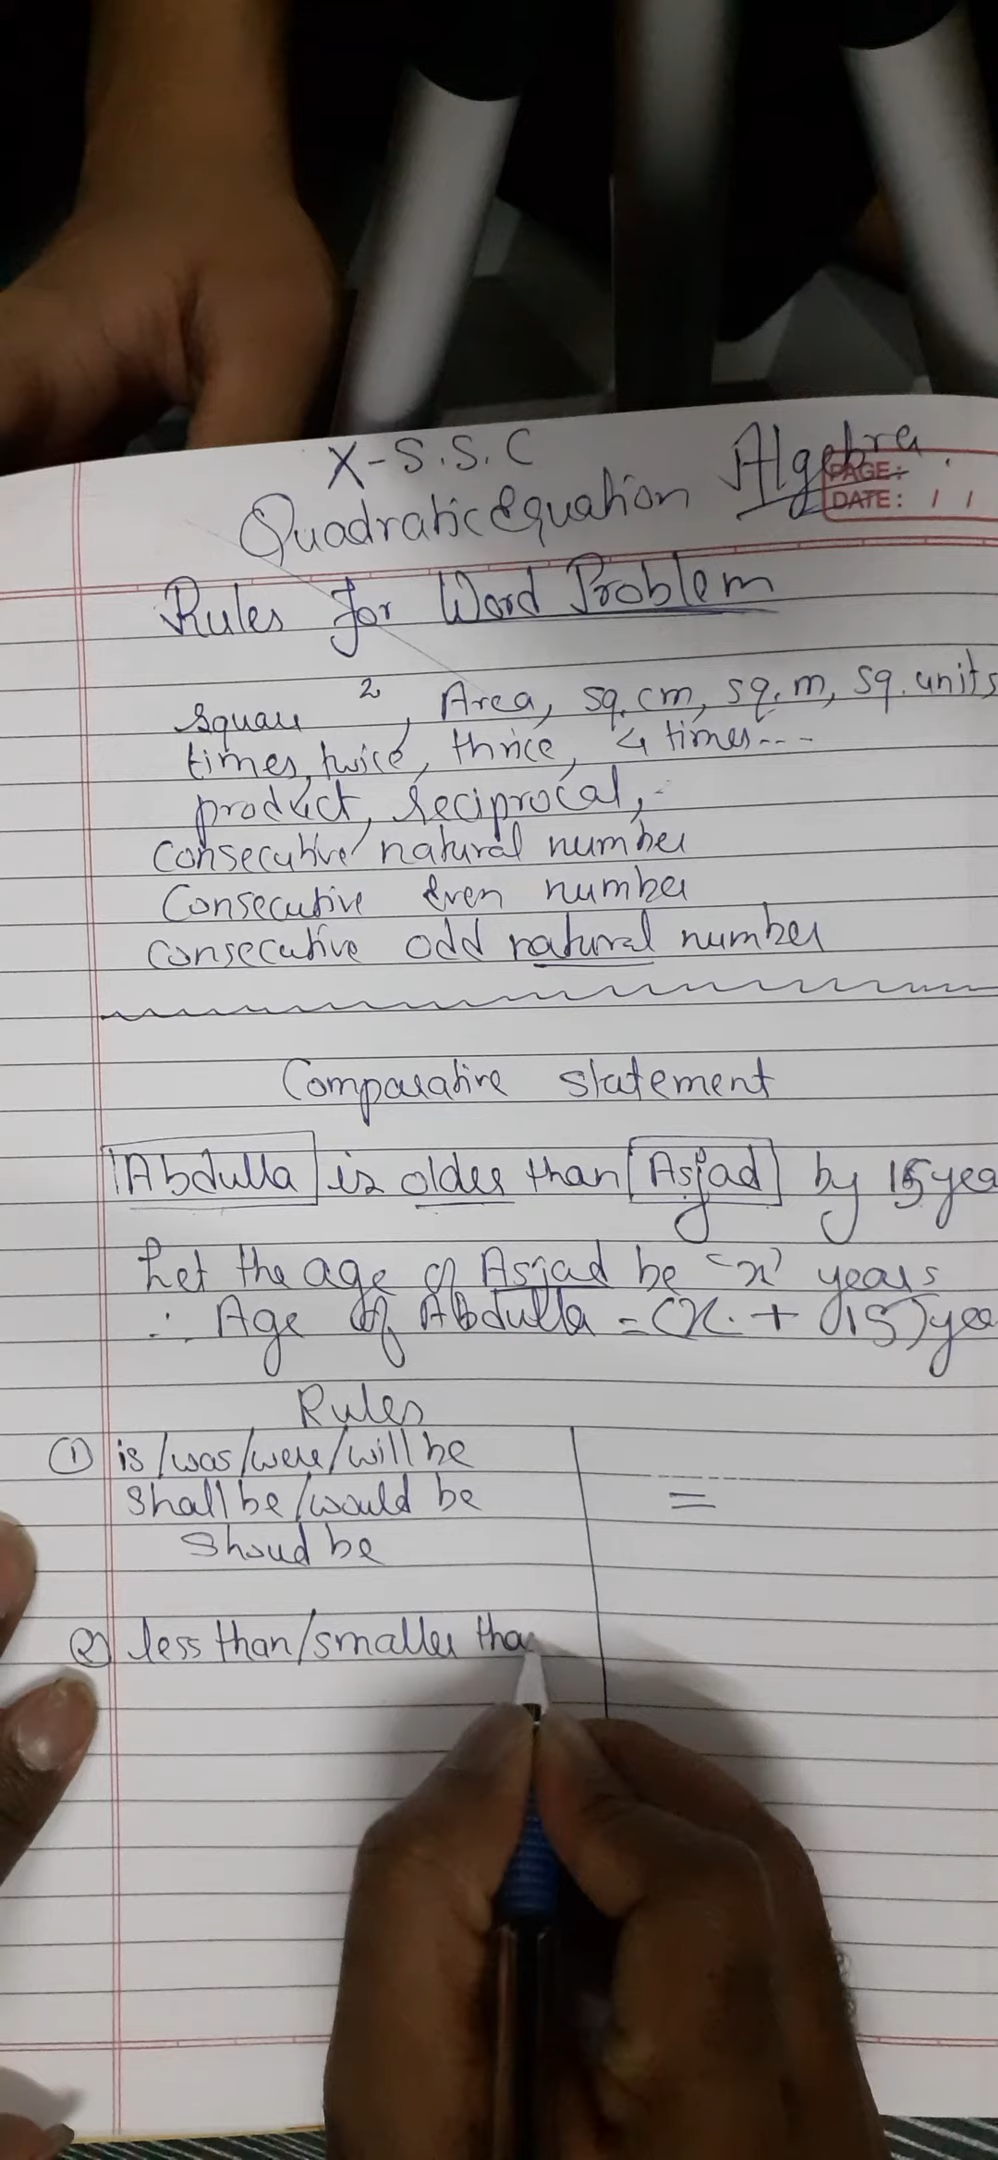 X-S.S.C Algebra
PAGE:
DATE: / /
Quadratic equation
Rules for Word Problem
square ², Area, sq.cm, sq.m, sq.units
times, twice, thrice, 4 times...
product, reciprocal,
consecutive natural number
Consecutive Even number
consecutive odd natural number
Comparative statement
Abdulla is older than Asjad by 15 yea
Let the age of Asjad be 'x' years
∴ Age of Abdulla = (x + 15) yea
Rules
① is/was/were/will be
shall be/would be =
Shoud be
② less than/smaller tha